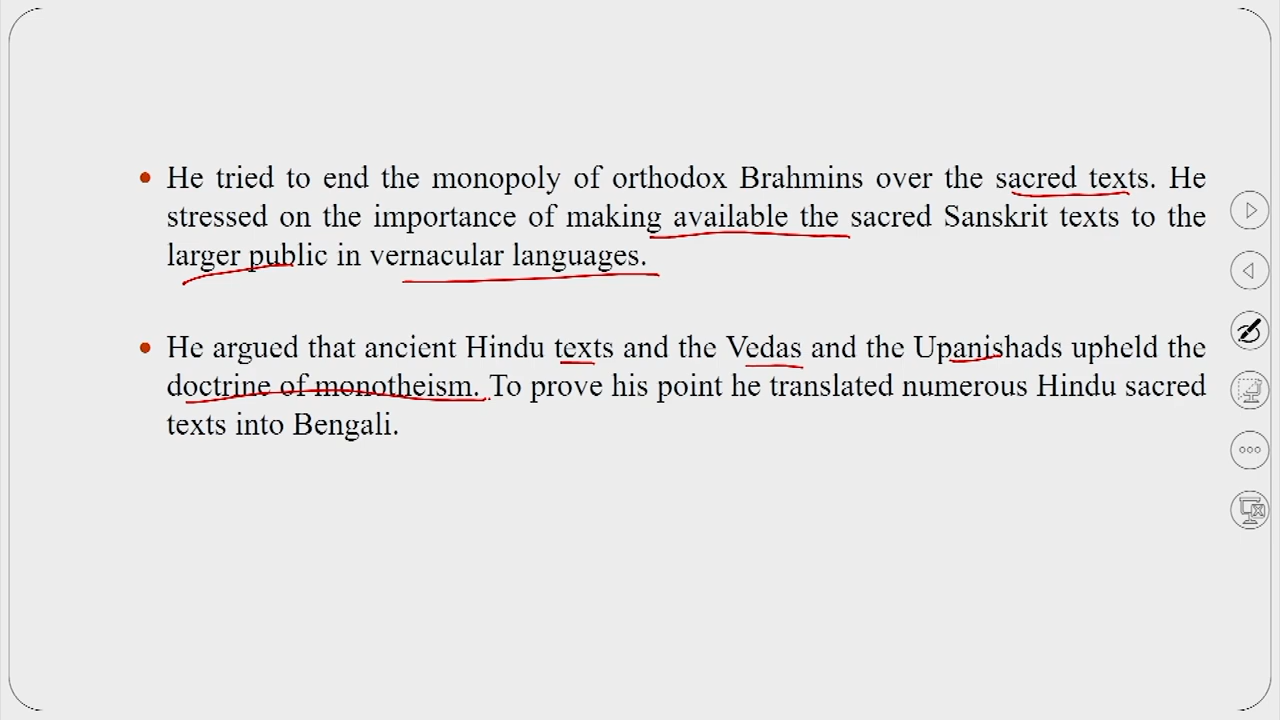 • He tried to end the monopoly of orthodox Brahmins over the sacred texts. He
stressed on the importance of making available the sacred Sanskrit texts to the
larger public in vernacular languages.
• He argued that ancient Hindu texts and the Vedas and the Upanishads upheld the
doctrine of monotheism. To prove his point he translated numerous Hindu sacred
texts into Bengali.